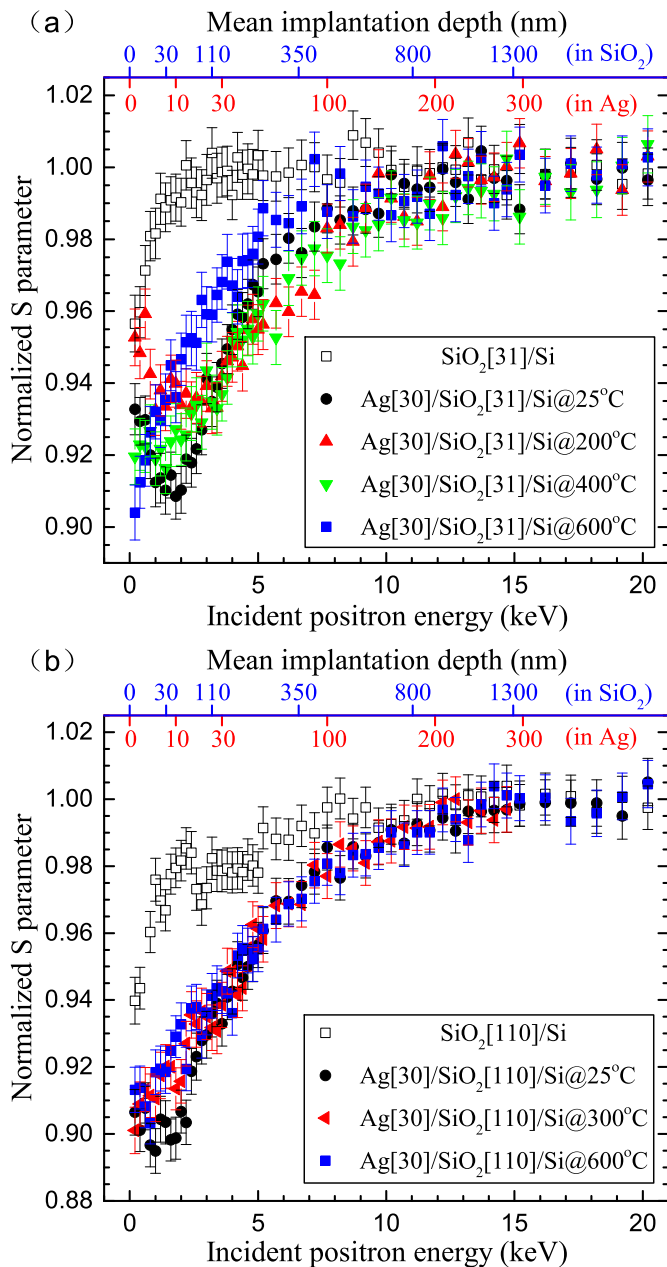 (a)
Mean implantation depth (nm)
0 30 110 350 800 1300 (in SiO₂)
0 10 30 100 200 300 (in Ag)
1.02
1.00
0.98
0.96
0.94
0.92
0.90
Normalized S parameter
SiO₂[31]/Si
Ag[30]/SiO₂[31]/Si@25°C
Ag[30]/SiO₂[31]/Si@200°C
Ag[30]/SiO₂[31]/Si@400°C
Ag[30]/SiO₂[31]/Si@600°C
0 5 10 15 20
Incident positron energy (keV)
(b)
Mean implantation depth (nm)
0 30 110 350 800 1300 (in SiO₂)
0 10 30 100 200 300 (in Ag)
1.02
1.00
0.98
0.96
0.94
0.92
0.90
0.88
Normalized S parameter
SiO₂[110]/Si
Ag[30]/SiO₂[110]/Si@25°C
Ag[30]/SiO₂[110]/Si@300°C
Ag[30]/SiO₂[110]/Si@600°C
0 5 10 15 20
Incident positron energy (keV)